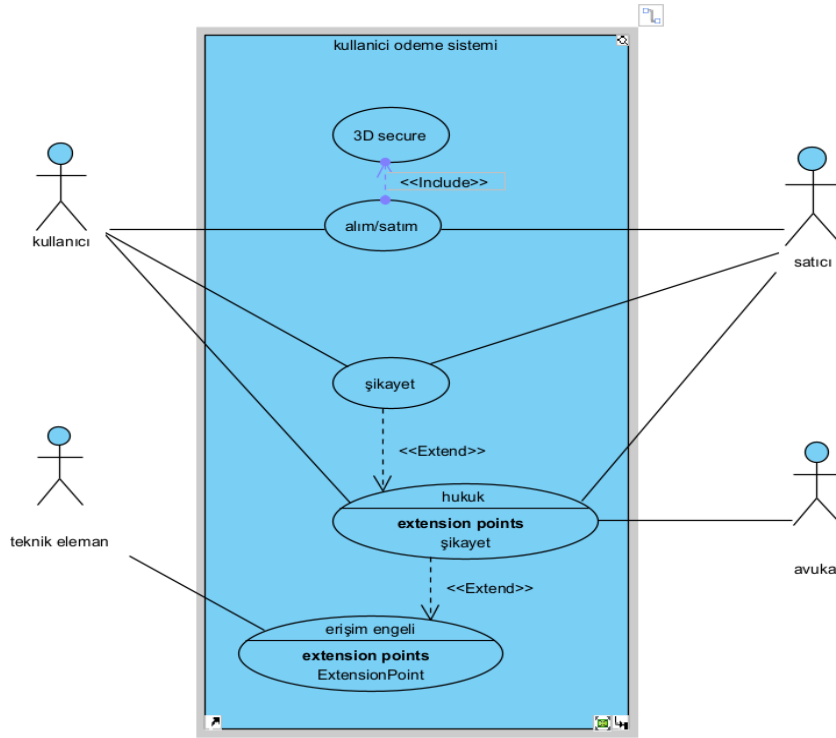 kullanici odeme sistemi
3D secure
<<Include>>
alım/satım
kullanıcı
satıcı
şikayet
<<Extend>>
hukuk
extension points
şikayet
teknik eleman
avuka
<<Extend>>
erişim engeli
extension points
ExtensionPoint